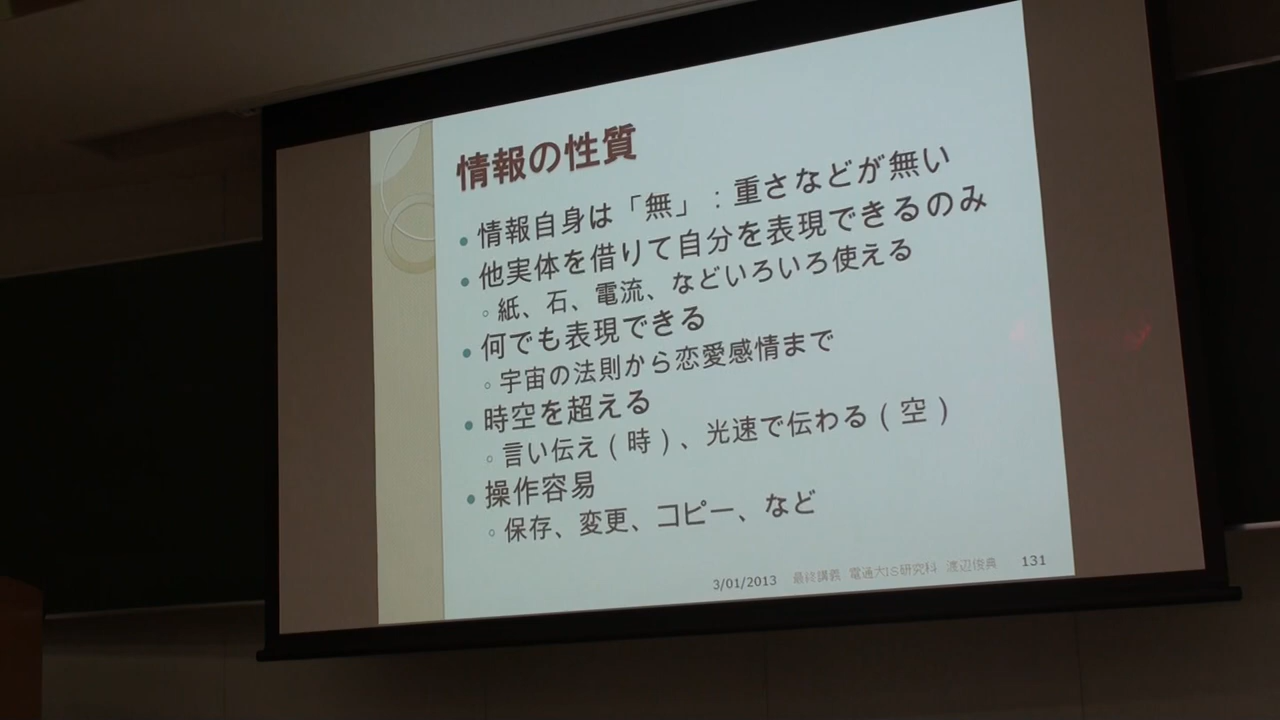 情報の性質
• 情報自身は「無」：重さなどが無い
• 他実体を借りて自分を表現できるのみ
◦ 紙、石、電流、などいろいろ使える
• 何でも表現できる
◦ 宇宙の法則から恋愛感情まで
• 時空を超える
◦ 言い伝え(時)、光速で伝わる(空)
• 操作容易
◦ 保存、変更、コピー、など
3/01/2013 最終講義 電通大IS研究科 渡辺俊典 131